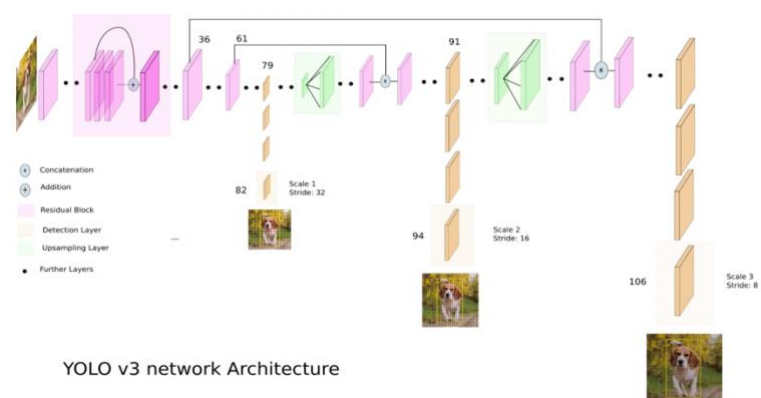 36
61
91
79
Concatenation
Addition
Residual Block
Detection Layer
Upsampling Layer
Further Layers
...
82
Scale 1
Stride: 32
94
Scale 2
Stride: 16
106
Scale 3
Stride: 8
YOLO v3 network Architecture